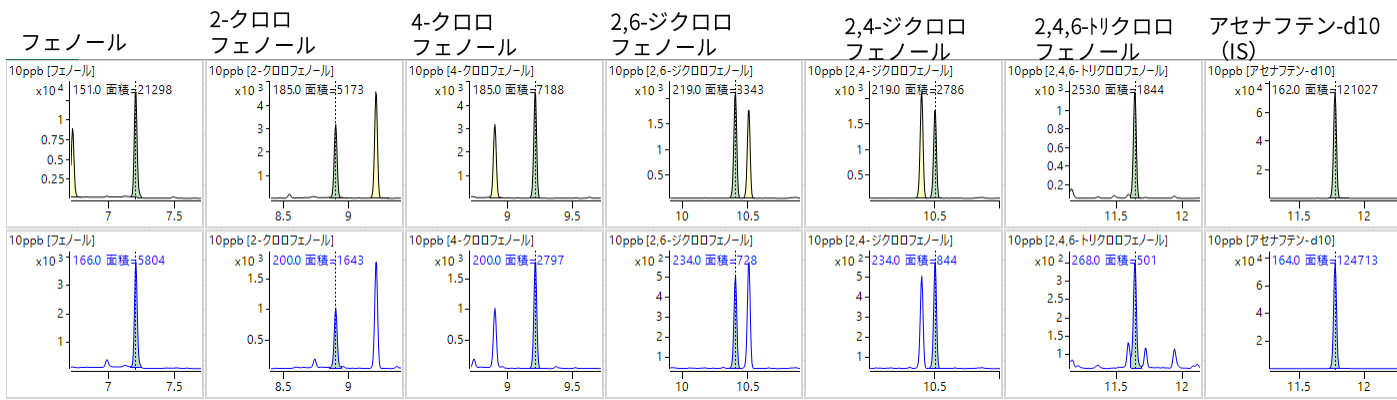 フェノール
2-クロロ
フェノール
4-クロロ
フェノール
2,6-ジクロロ
フェノール
2,4-ジクロロ
フェノール
2,4,6-トリクロロ
フェノール
アセナフテン-d10
（IS）
10ppb [フェノール]
x10 4
151.0 面積=21298
1
0.75
0.5
0.25
7
7.5
10ppb [2-クロロフェノール]
x10 3
185.0 面積=5173
4
3
2
1
8.5
9
10ppb [4-クロロフェノール]
x10 3
185.0 面積=7188
4
3
2
1
9
9.5
10ppb [2,6-ジクロロフェノール]
x10 3
219.0 面積=3343
1.5
1
0.5
10
10.5
10ppb [2,4-ジクロロフェノール]
x10 3
219.0 面積=2786
1.5
1
0.5
10.5
10ppb [2,4,6-トリクロロフェノール]
x10 3
253.0 面積=1844
1
0.8
0.6
0.4
0.2
11.5
12
10ppb [アセナフテン-d10]
x10 4
162.0 面積=121027
6
4
2
11.5
12
10ppb [フェノール]
x10 3
166.0 面積=5804
3
2
1
7
7.5
10ppb [2-クロロフェノール]
x10 3
200.0 面積=1643
1.5
1
0.5
8.5
9
10ppb [4-クロロフェノール]
x10 3
200.0 面積=2797
1.5
1
0.5
9
9.5
10ppb [2,6-ジクロロフェノール]
x10 2
234.0 面積=728
5
4
3
2
1
10
10.5
10ppb [2,4-ジクロロフェノール]
x10 2
234.0 面積=844
5
4
3
2
1
10.5
10ppb [2,4,6-トリクロロフェノール]
x10 2
268.0 面積=501
3
2.5
2
1.5
1
11.5
12
10ppb [アセナフテン-d10]
x10 4
164.0 面積=124713
6
4
2
11.5
12